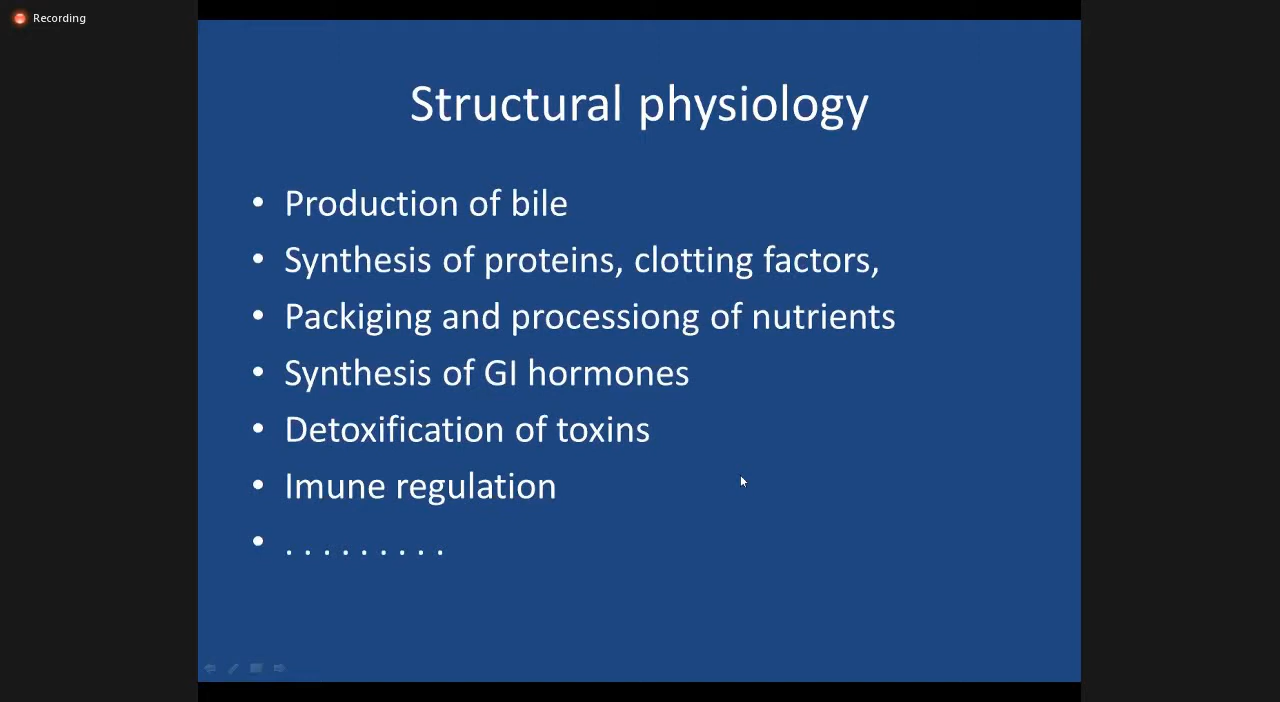 Recording
Structural physiology
• Production of bile
• Synthesis of proteins, clotting factors,
• Packiging and processiong of nutrients
• Synthesis of GI hormones
• Detoxification of toxins
• Imune regulation
• . . . . . . . . .